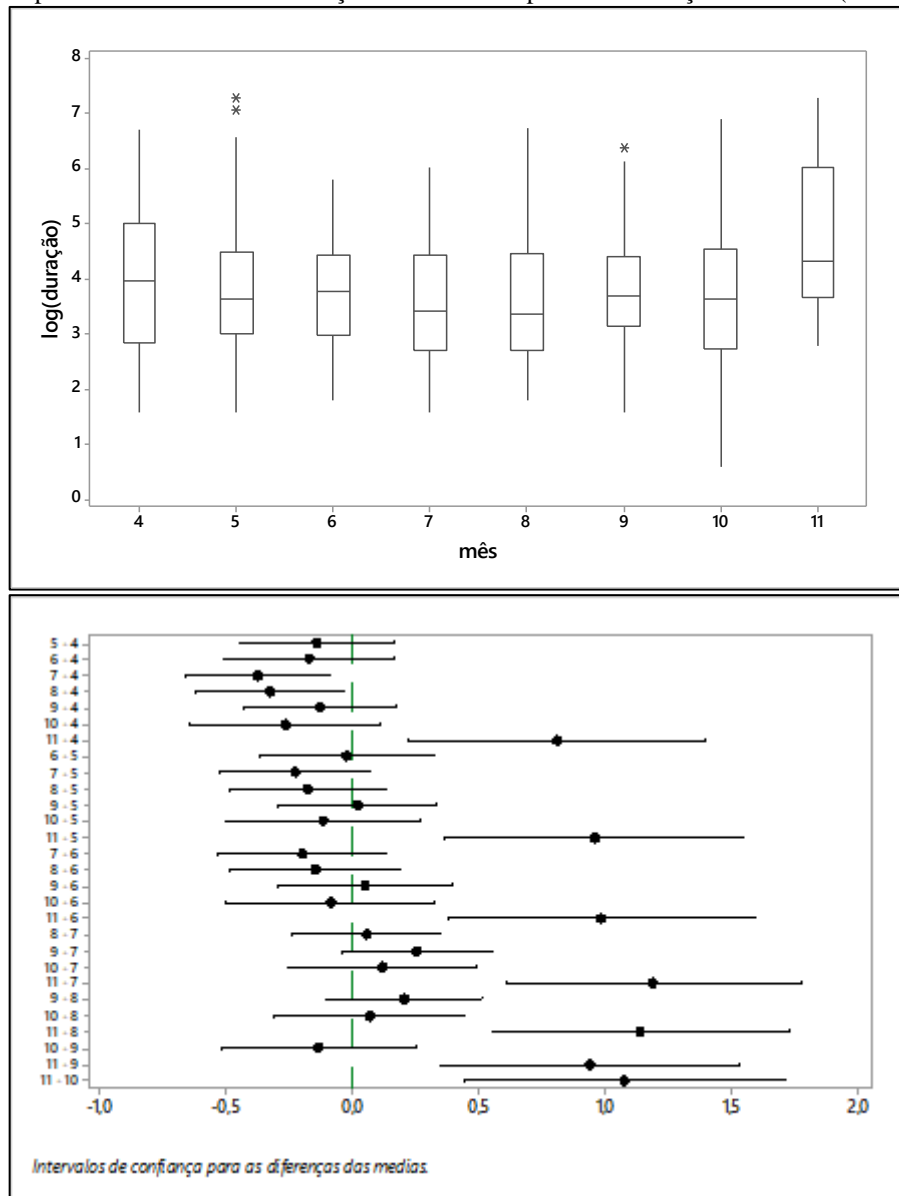 8
7
6
5
4
3
2
1
0
log(duração)
4 5 6 7 8 9 10 11
mês
5 - 4
6 - 4
7 - 4
8 - 4
9 - 4
10 - 4
11 - 4
6 - 5
7 - 5
8 - 5
9 - 5
10 - 5
11 - 5
7 - 6
8 - 6
9 - 6
10 - 6
11 - 6
8 - 7
9 - 7
10 - 7
11 - 7
9 - 8
10 - 8
11 - 8
10 - 9
11 - 9
11 - 10
-1,0 -0,5 0,0 0,5 1,0 1,5 2,0
Intervalos de confiança para as diferenças das medias.